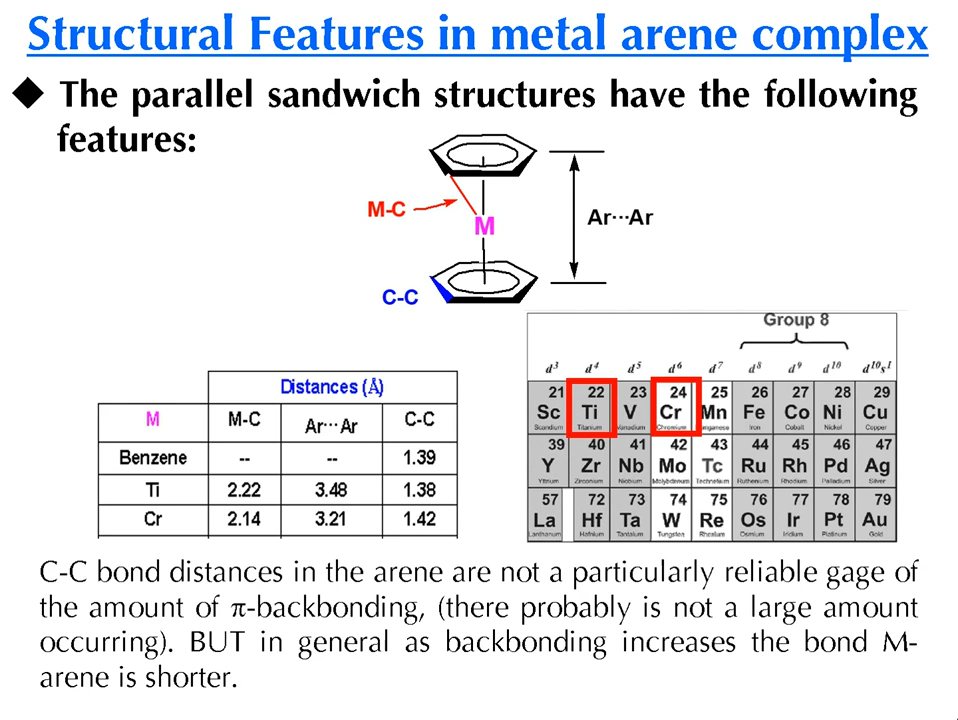 Structural Features in metal arene complex
◆ The parallel sandwich structures have the following
features:
M-C
M
Ar···Ar
C-C
Group 8
d3 d4 d5 d6 d7 d8 d9 d10 d10s1
21 22 23 24 25 26 27 28 29
Sc Ti V Cr Mn Fe Co Ni Cu
Scandium Titanium Vanadium Chromium Manganese Iron Cobalt Nickel Copper
39 40 41 42 43 44 45 46 47
Y Zr Nb Mo Tc Ru Rh Pd Ag
Yttrium Zirconium Niobium Molybdenum Technetium Ruthenium Rhodium Palladium Silver
57 72 73 74 75 76 77 78 79
La Hf Ta W Re Os Ir Pt Au
Lanthanum Hafnium Tantalum Tungsten Rhenium Osmium Iridium Platinum Gold
Distances (Å)
M M-C Ar···Ar C-C
Benzene -- -- 1.39
Ti 2.22 3.48 1.38
Cr 2.14 3.21 1.42
C-C bond distances in the arene are not a particularly reliable gage of
the amount of π-backbonding, (there probably is not a large amount
occurring). BUT in general as backbonding increases the bond M-
arene is shorter.